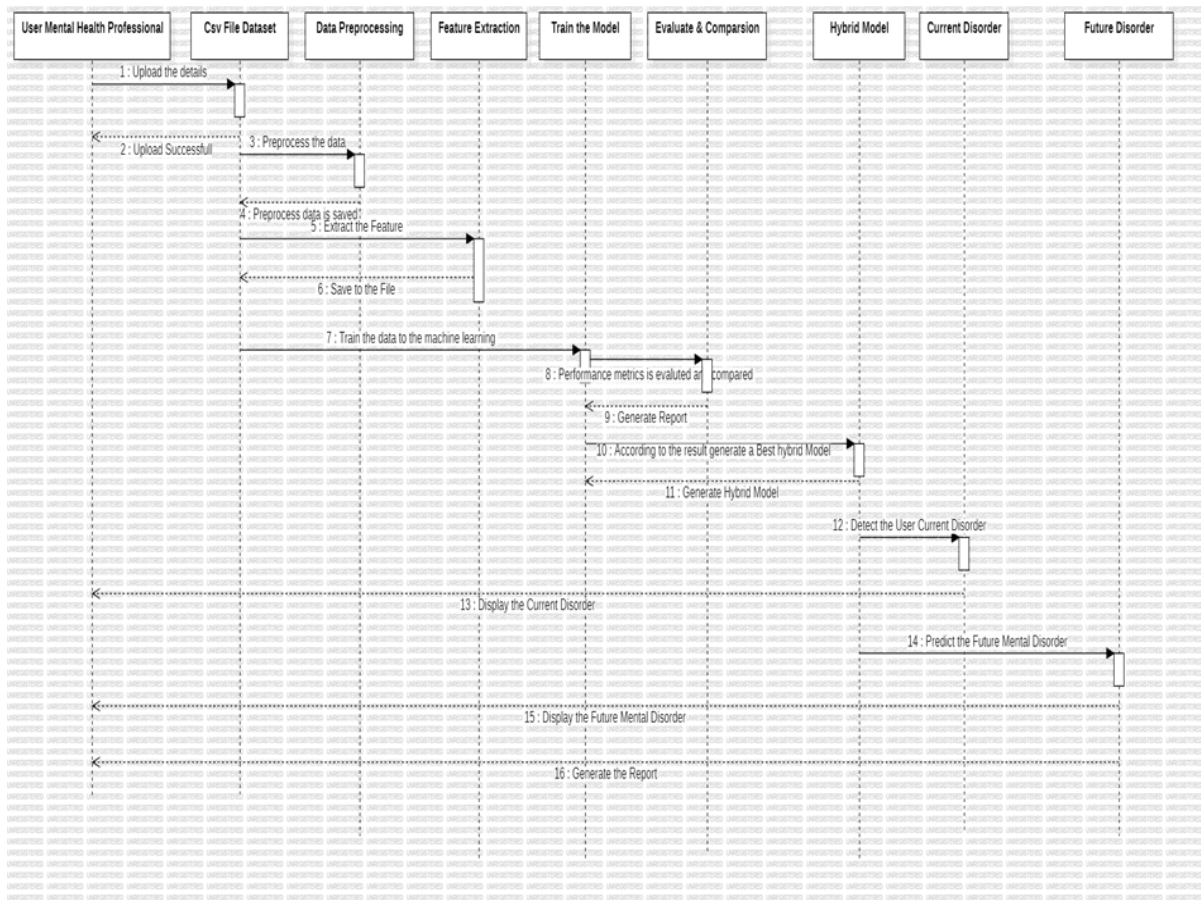 User Mental Health Professional
Csv File Dataset
Data Preprocessing
Feature Extraction
Train the Model
Evaluate & Comparsion
Hybrid Model
Current Disorder
Future Disorder
1 : Upload the details
2 : Upload Successfull
3 : Preprocess the data
4 : Preprocess data is saved
5 : Extract the Feature
6 : Save to the File
7 : Train the data to the machine learning
8 : Performance metrics is evaluted and compared
9 : Generate Report
10 : According to the result generate a Best hybrid Model
11 : Generate Hybrid Model
12 : Detect the User Current Disorder
13 : Display the Current Disorder
14 : Predict the Future Mental Disorder
15 : Display the Future Mental Disorder
16 : Generate the Report